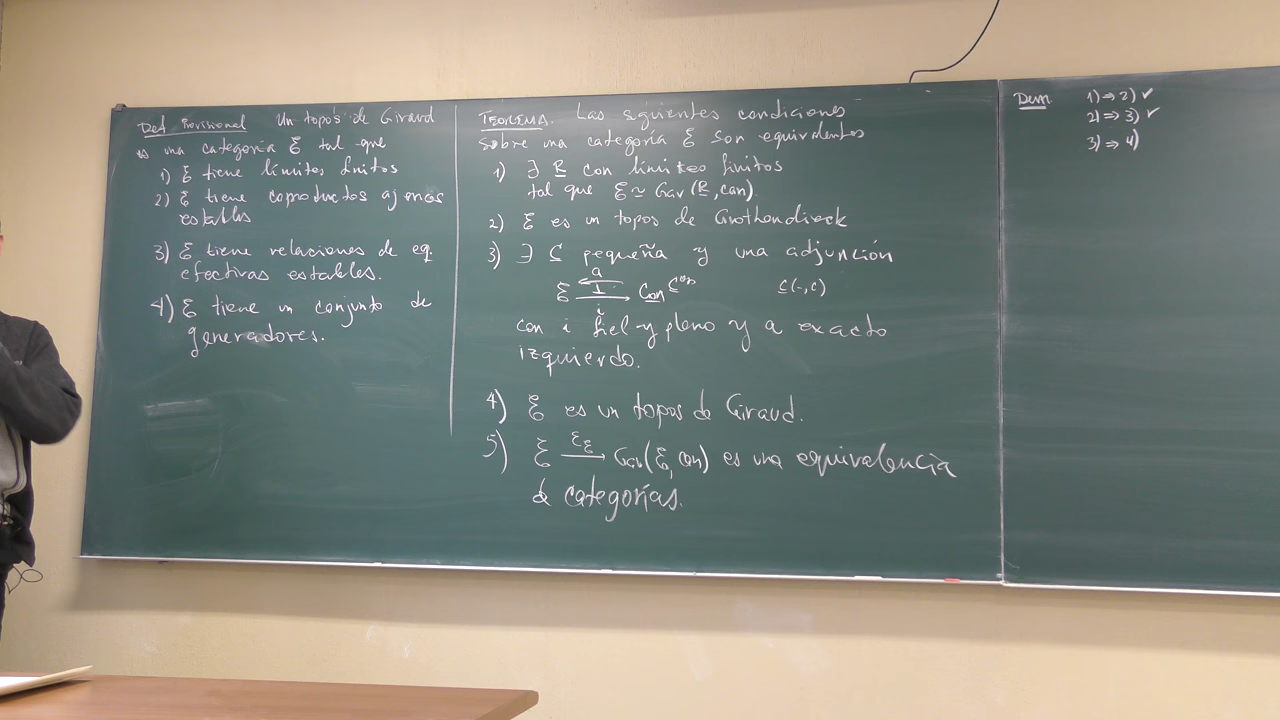 Def Provisional Un topos de Giraud
es una categoría ℰ tal que
1) ℰ tiene límites finitos
2) ℰ tiene coproductos ajenos
estables
3) ℰ tiene relaciones de eq.
efectivas estables.
4) ℰ tiene un conjunto de
generadores.
TEOREMA. Las siguientes condiciones
sobre una categoría ℰ son equivalentes
1) ∃ R con límites finitos
tal que ℰ ≃ Gav(R, can)
2) ℰ es un topos de Grothendieck
3) ∃ C pequeña y una adjunción
a
ℰ ⊥ Con^C^op C(-,C)
i
con i fiel y pleno y a exacto
izquierdo.
4) ℰ es un topos de Giraud.
5) ℰ →^ε_ℰ Gav(ℰ, can) es una equivalencia
de categorías.
Dem 1) ⇒ 2) ✓
2) ⇒ 3) ✓
3) ⇒ 4)